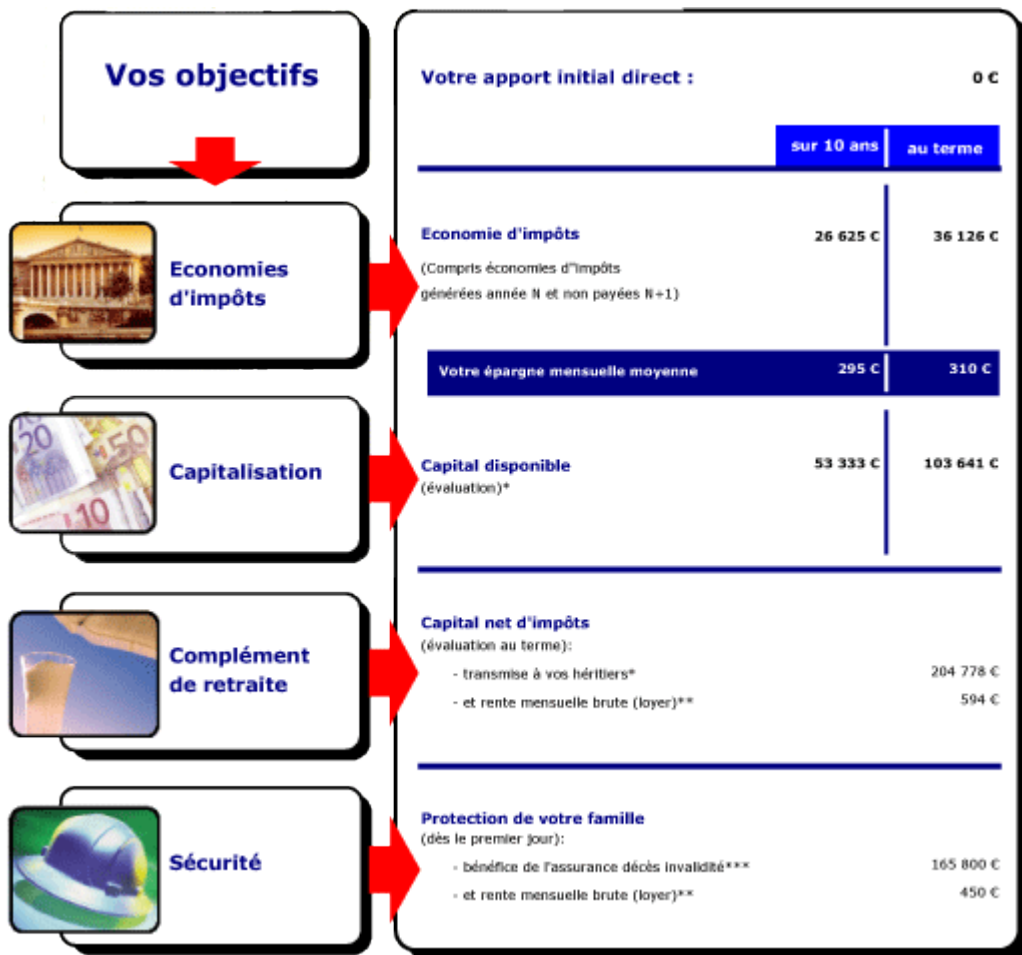 Vos objectifs
Votre apport initial direct : 0 €
sur 10 ans au terme
Economies
d'impôts
Economie d'impôts 26 625 € 36 126 €
(Compris économies d''impôts
générées année N et non payées N+1)
Votre épargne mensuelle moyenne 295 € 310 €
20
50
10
Capitalisation
Capital disponible 53 333 € 103 641 €
(évaluation)*
Complément
de retraite
Capital net d'impôts
(évaluation au terme):
- transmise à vos héritiers* 204 778 €
- et rente mensuelle brute (loyer)** 594 €
Sécurité
Protection de votre famille
(dès le premier jour):
- bénéfice de l'assurance décès invalidité*** 165 800 €
- et rente mensuelle brute (loyer)** 450 €